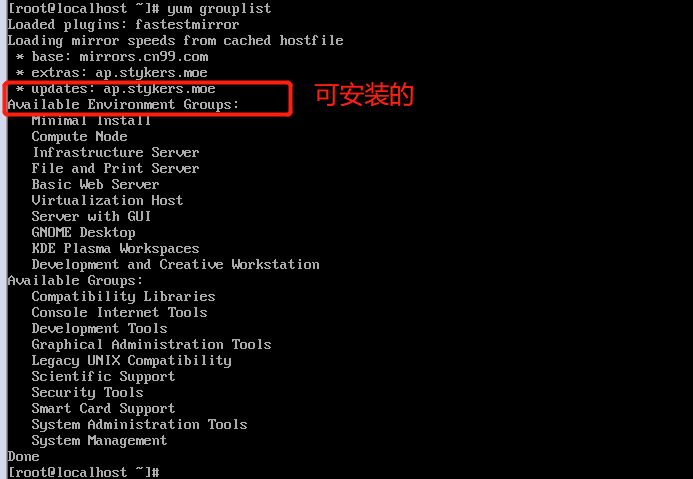 [root@localhost ~]# yum grouplist
Loaded plugins: fastestmirror
Loading mirror speeds from cached hostfile
 * base: mirrors.cn99.com
 * extras: ap.stykers.moe
 * updates: ap.stykers.moe
可安装的
Available Environment Groups:
   Minimal Install
   Compute Node
   Infrastructure Server
   File and Print Server
   Basic Web Server
   Virtualization Host
   Server with GUI
   GNOME Desktop
   KDE Plasma Workspaces
   Development and Creative Workstation
Available Groups:
   Compatibility Libraries
   Console Internet Tools
   Development Tools
   Graphical Administration Tools
   Legacy UNIX Compatibility
   Scientific Support
   Security Tools
   Smart Card Support
   System Administration Tools
   System Management
Done
[root@localhost ~]#